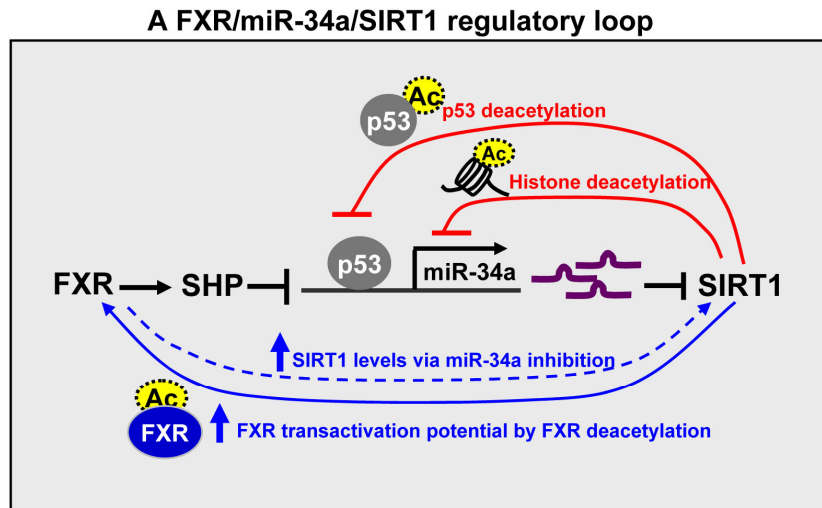 A FXR/miR-34a/SIRT1 regulatory loop
Ac
p53
p53 deacetylation
Ac
Histone deacetylation
p53
miR-34a
FXR
SHP
SIRT1
SIRT1 levels via miR-34a inhibition
Ac
FXR
FXR transactivation potential by FXR deacetylation